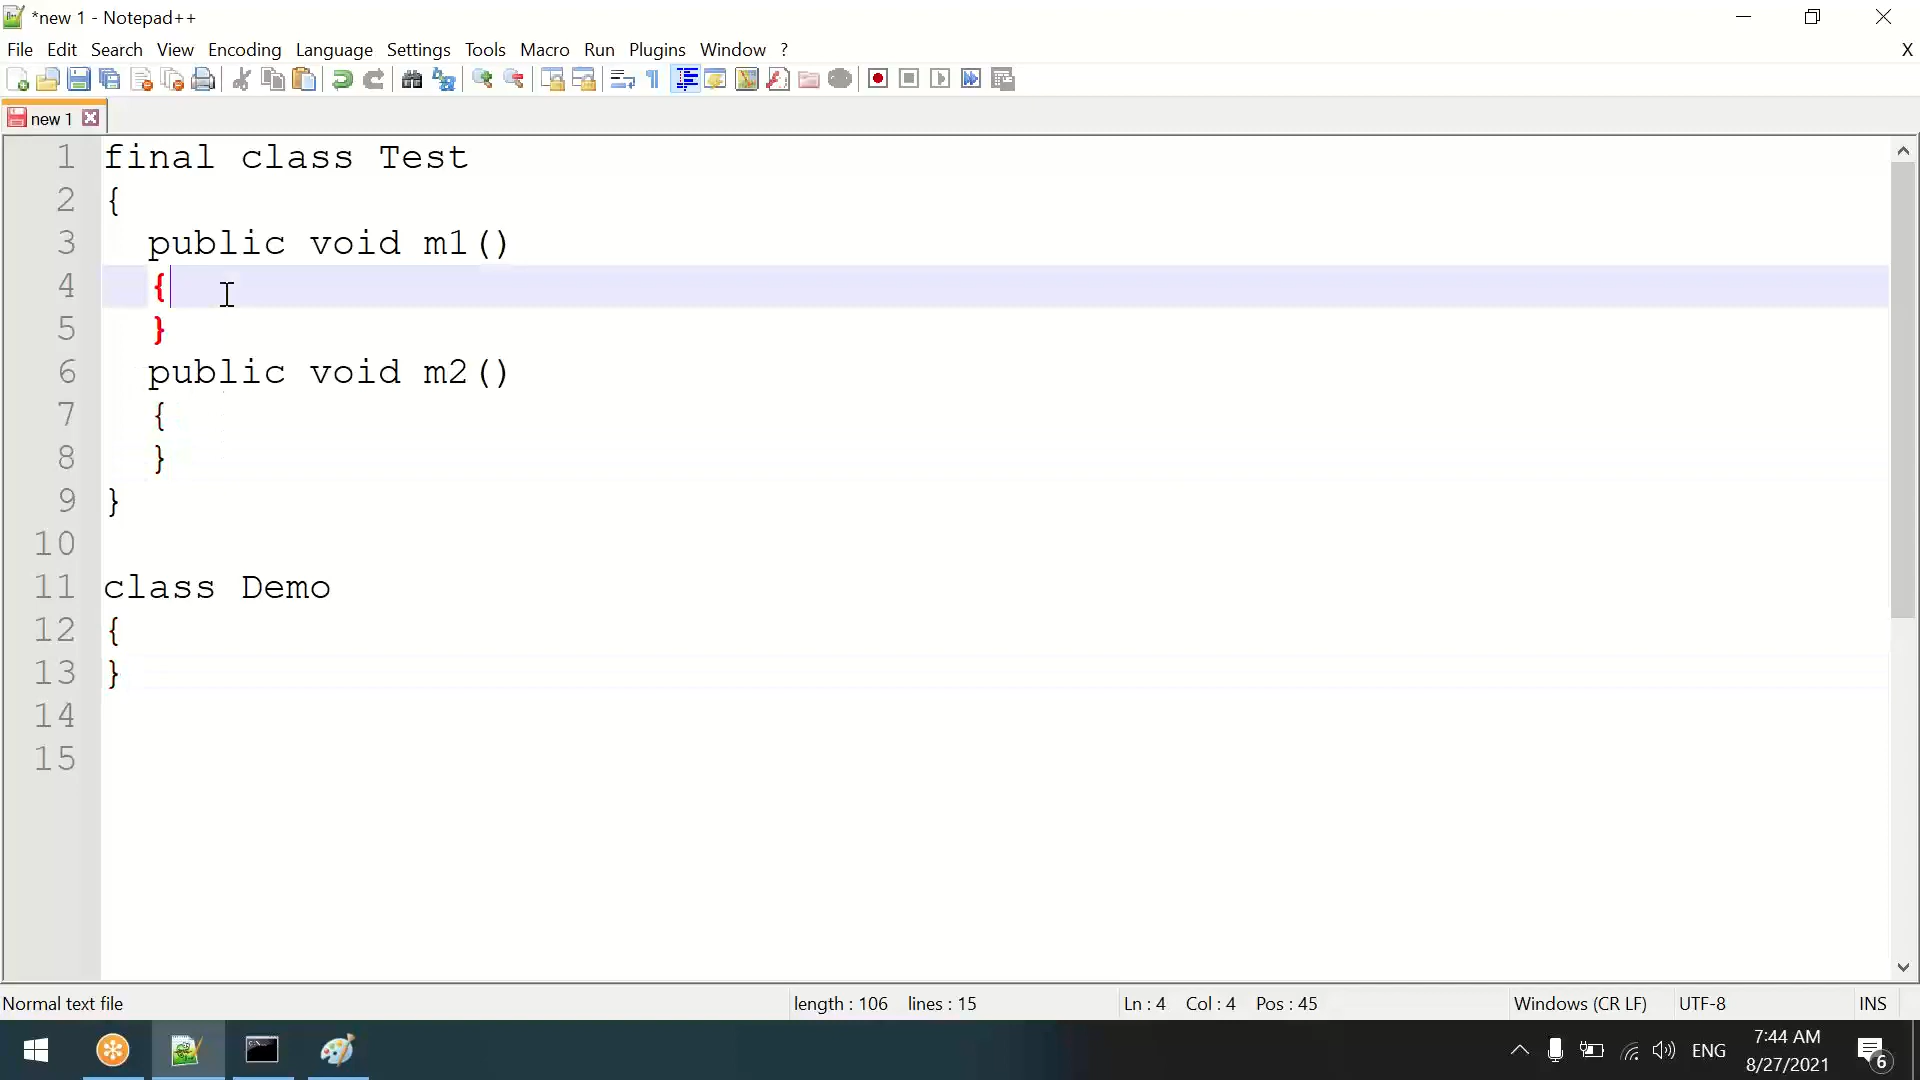 *new 1 - Notepad++
File Edit Search View Encoding Language Settings Tools Macro Run Plugins Window ? X
new 1
1 final class Test
2 {
3 public void m1()
4 {
5 }
6 public void m2()
7 {
8 }
9 }
10
11 class Demo
12 {
13 }
14
15
Normal text file length : 106 lines : 15 Ln : 4 Col : 4 Pos : 45 Windows (CR LF) UTF-8 INS
ENG 7:44 AM
8/27/2021 6